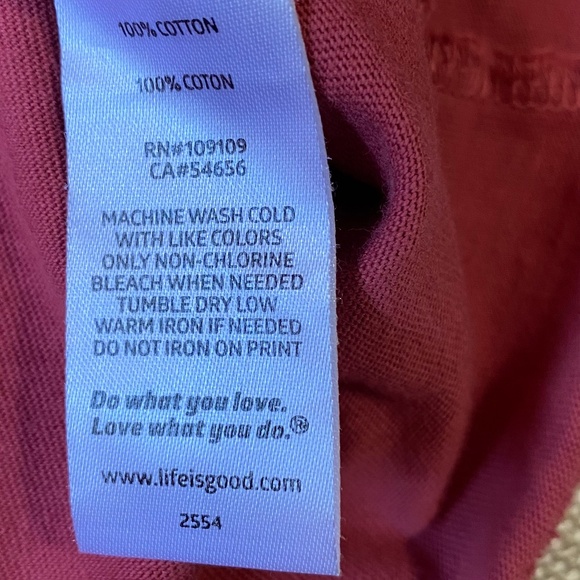 100% COTTON
100% COTON
RN#109109
CA#54656
MACHINE WASH COLD
WITH LIKE COLORS
ONLY NON-CHLORINE
BLEACH WHEN NEEDED
TUMBLE DRY LOW
WARM IRON IF NEEDED
DO NOT IRON ON PRINT
Do what you love.
Love what you do.®
www.lifeisgood.com
2554